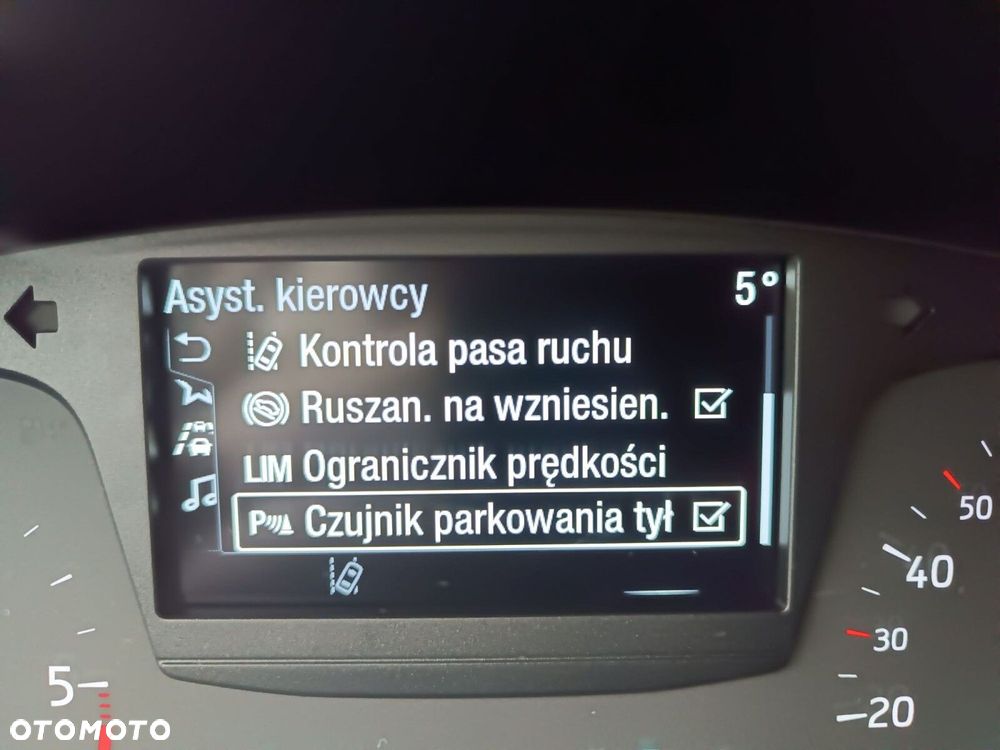 Asyst. kierowcy 5°
Kontrola pasa ruchu
Ruszan. na wzniesien.
LIM Ogranicznik prędkości
P Czujnik parkowania tył
50
40
30
20
5
OTOMOTO